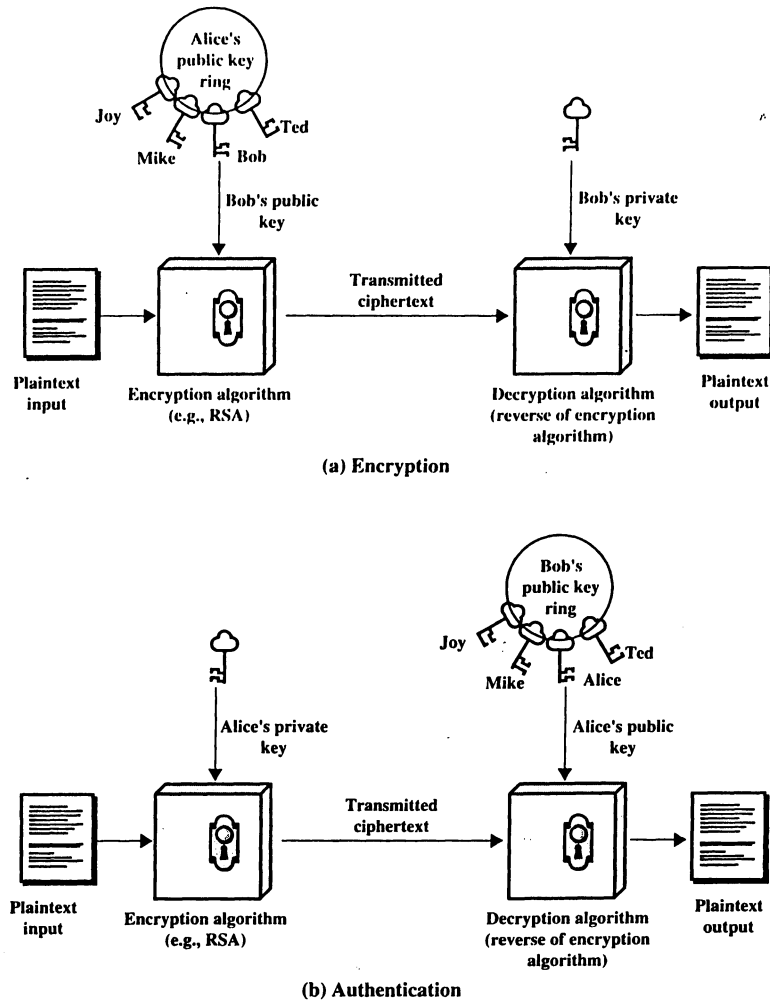 Alice's
public key
ring
Joy
Mike
Bob
Ted
Bob's public
key
Bob's private
key
Transmitted
ciphertext
Plaintext
input
Encryption algorithm
(e.g., RSA)
Decryption algorithm
(reverse of encryption
algorithm)
Plaintext
output
(a) Encryption
Bob's
public key
ring
Joy
Mike
Alice
Ted
Alice's private
key
Alice's public
key
Transmitted
ciphertext
Plaintext
input
Encryption algorithm
(e.g., RSA)
Decryption algorithm
(reverse of encryption
algorithm)
Plaintext
output
(b) Authentication